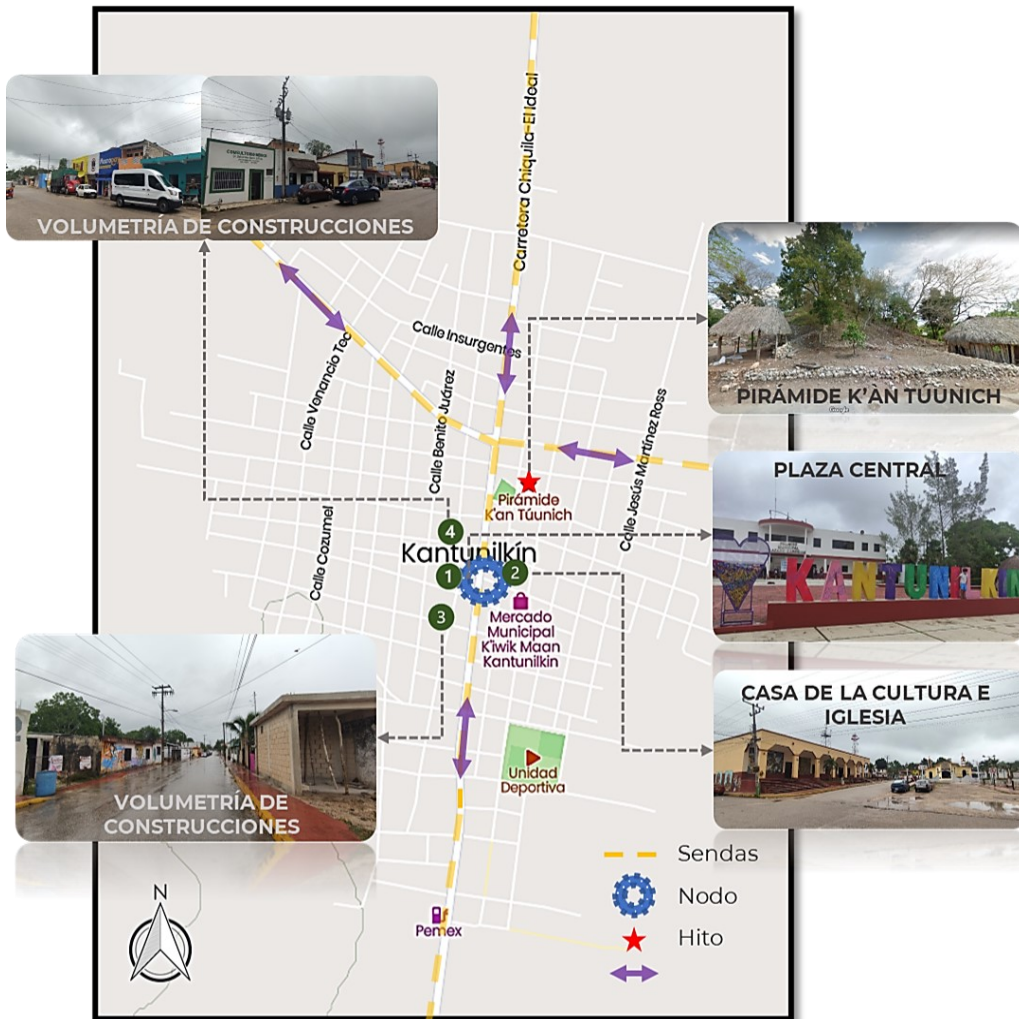 Carretera Chiquila-El Ideal
VOLUMETRÍA DE CONSTRUCCIONES
Calle Insurgentes
Calle Venancio Tec
Calle Benito Juárez
Calle Jesús Martínez Ross
Calle Cozumel
PIRÁMIDE K'ÀN TÚUNICH
Google
PLAZA CENTRAL
KANTUNILKIN
Pirámide
K'an Túunich
4
Kantunilkín
1
2
3
Mercado
Municipal
K'iwik Maan
Kantunilkin
CASA DE LA CULTURA E
IGLESIA
Unidad
Deportiva
VOLUMETRÍA DE
CONSTRUCCIONES
Sendas
Nodo
Hito
N
Pemex